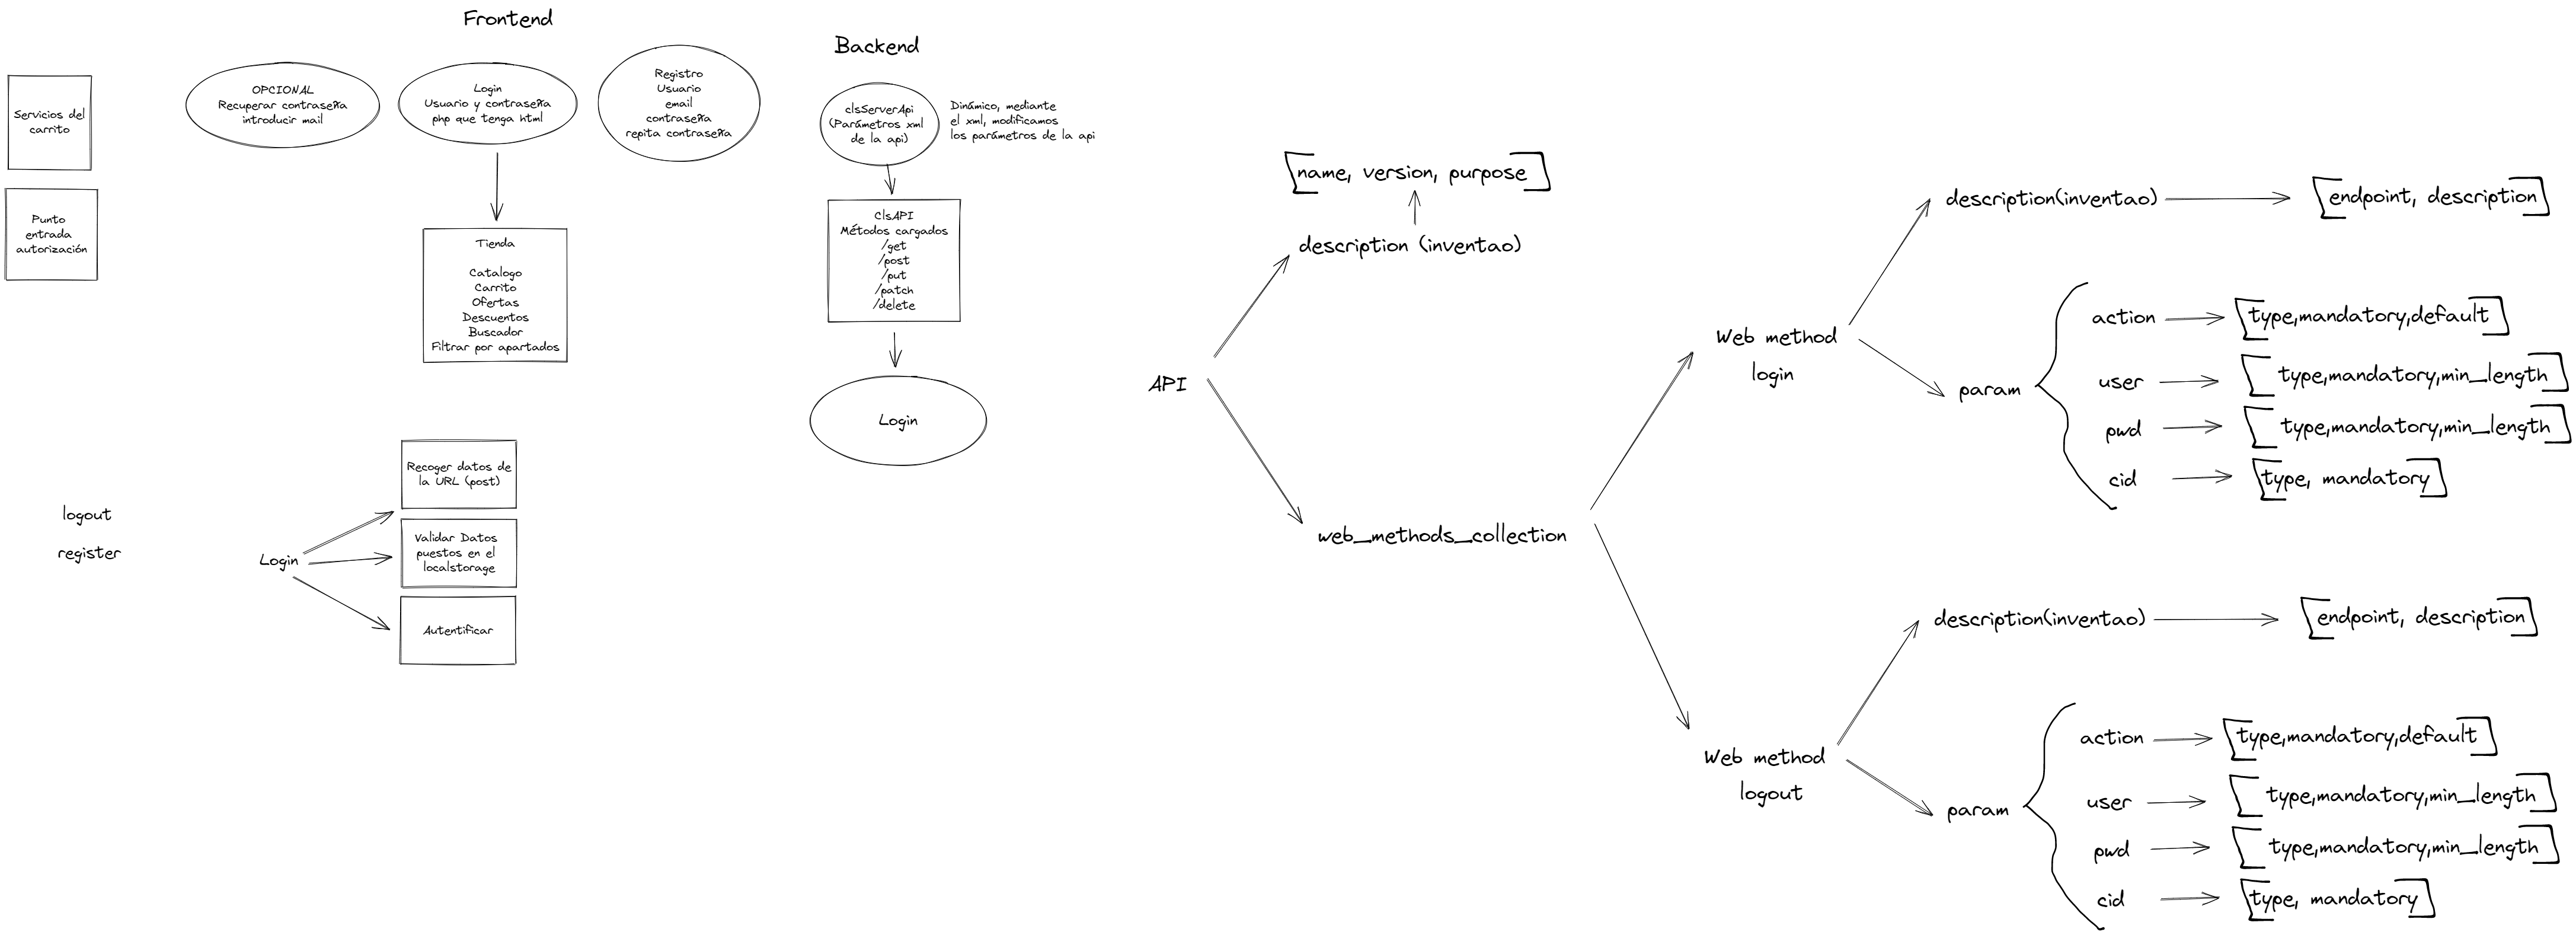 Frontend
Backend
Servicios del
carrito
Punto
entrada
autorización
OPCIONAL
Recuperar contraseña
introducir mail
Login
Usuario y contraseña
php que tenga html
Registro
Usuario
email
contraseña
repita contraseña
Tienda
Catalogo
Carrito
Ofertas
Descuentos
Buscador
Filtrar por apartados
clsServerApi
(Parámetros xml
de la api)
Dinámico, mediante
el xml, modificamos
los parámetros de la api
clsAPI
Métodos cargados
/get
/post
/put
/patch
/delete
Login
logout
register
Login
Recoger datos de
la URL (post)
Validar Datos
puestos en el
localstorage
Autentificar
API
[name, version, purpose]
description (inventao)
web_methods_collection
Web method
login
description(inventao)
[endpoint, description]
param
action
[type,mandatory,default]
user
[type,mandatory,min_length]
pwd
[type,mandatory,min_length]
cid
[type, mandatory]
Web method
logout
description(inventao)
[endpoint, description]
param
action
[type,mandatory,default]
user
[type,mandatory,min_length]
pwd
[type,mandatory,min_length]
cid
[type, mandatory]